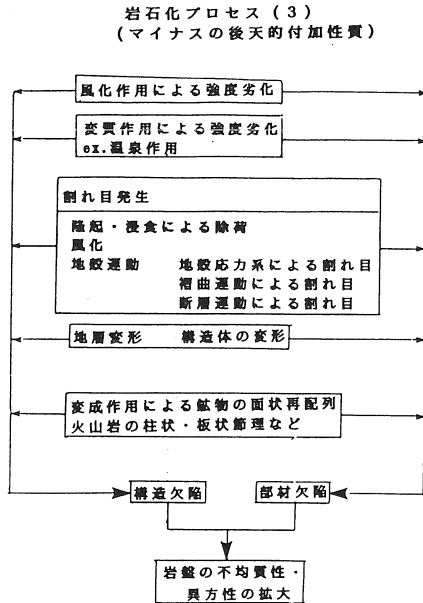 岩石化プロセス(3)
(マイナスの後天的付加性質)
風化作用による強度劣化
変質作用による強度劣化
ex.温泉作用
割れ目発生
隆起・浸食による除荷
風化
地殻運動 地殻応力系による割れ目
褶曲運動による割れ目
断層運動による割れ目
地層変形 構造体の変形
変成作用による鉱物の面状再配列
火山岩の柱状・板状節理など
構造欠陥 部材欠陥
岩盤の不均質性・
異方性の拡大